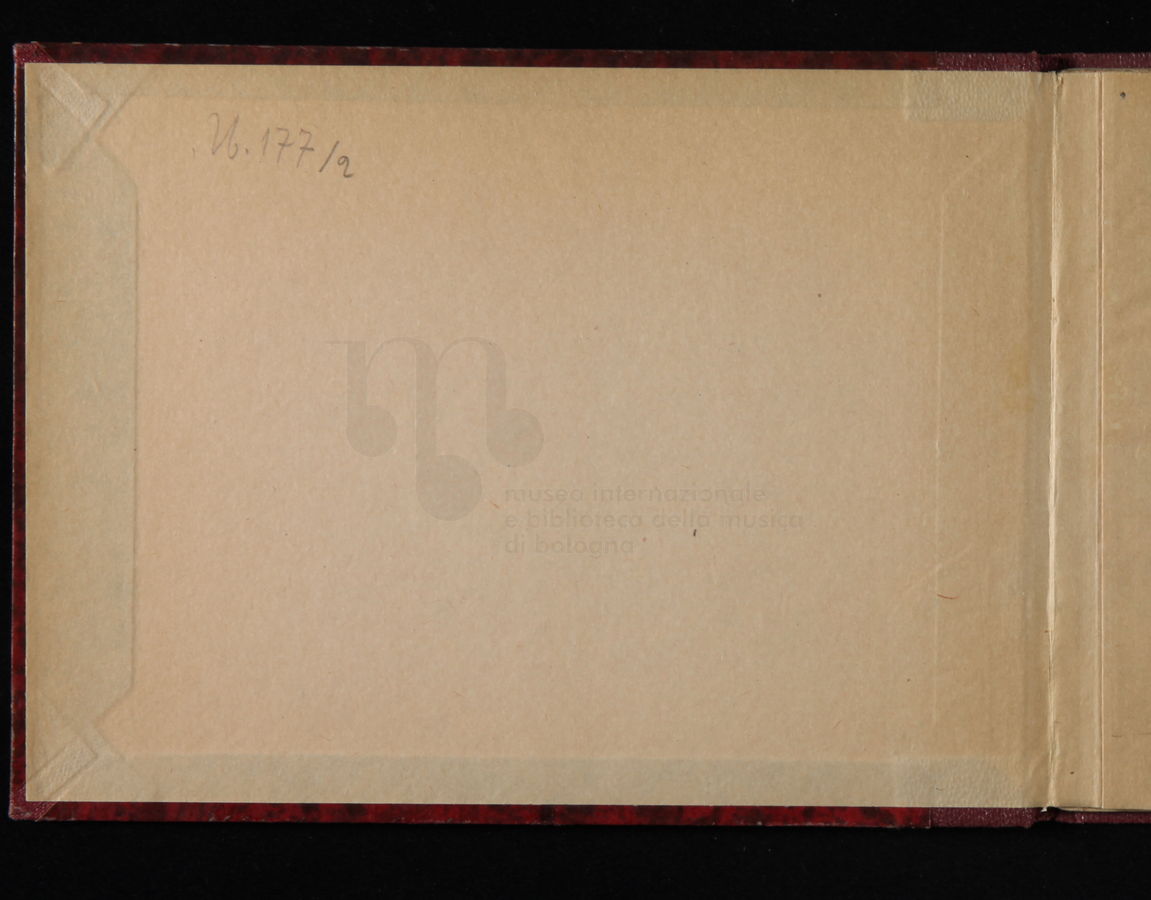 U. 177/2
museo internazionale
e biblioteca della musica
di bologna